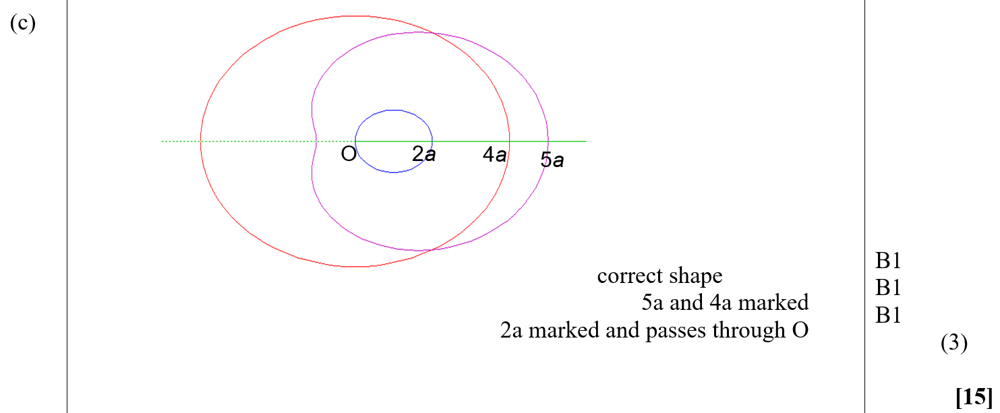 (c)
O 2a 4a 5a
correct shape B1
5a and 4a marked B1
2a marked and passes through O B1
(3)
[15]